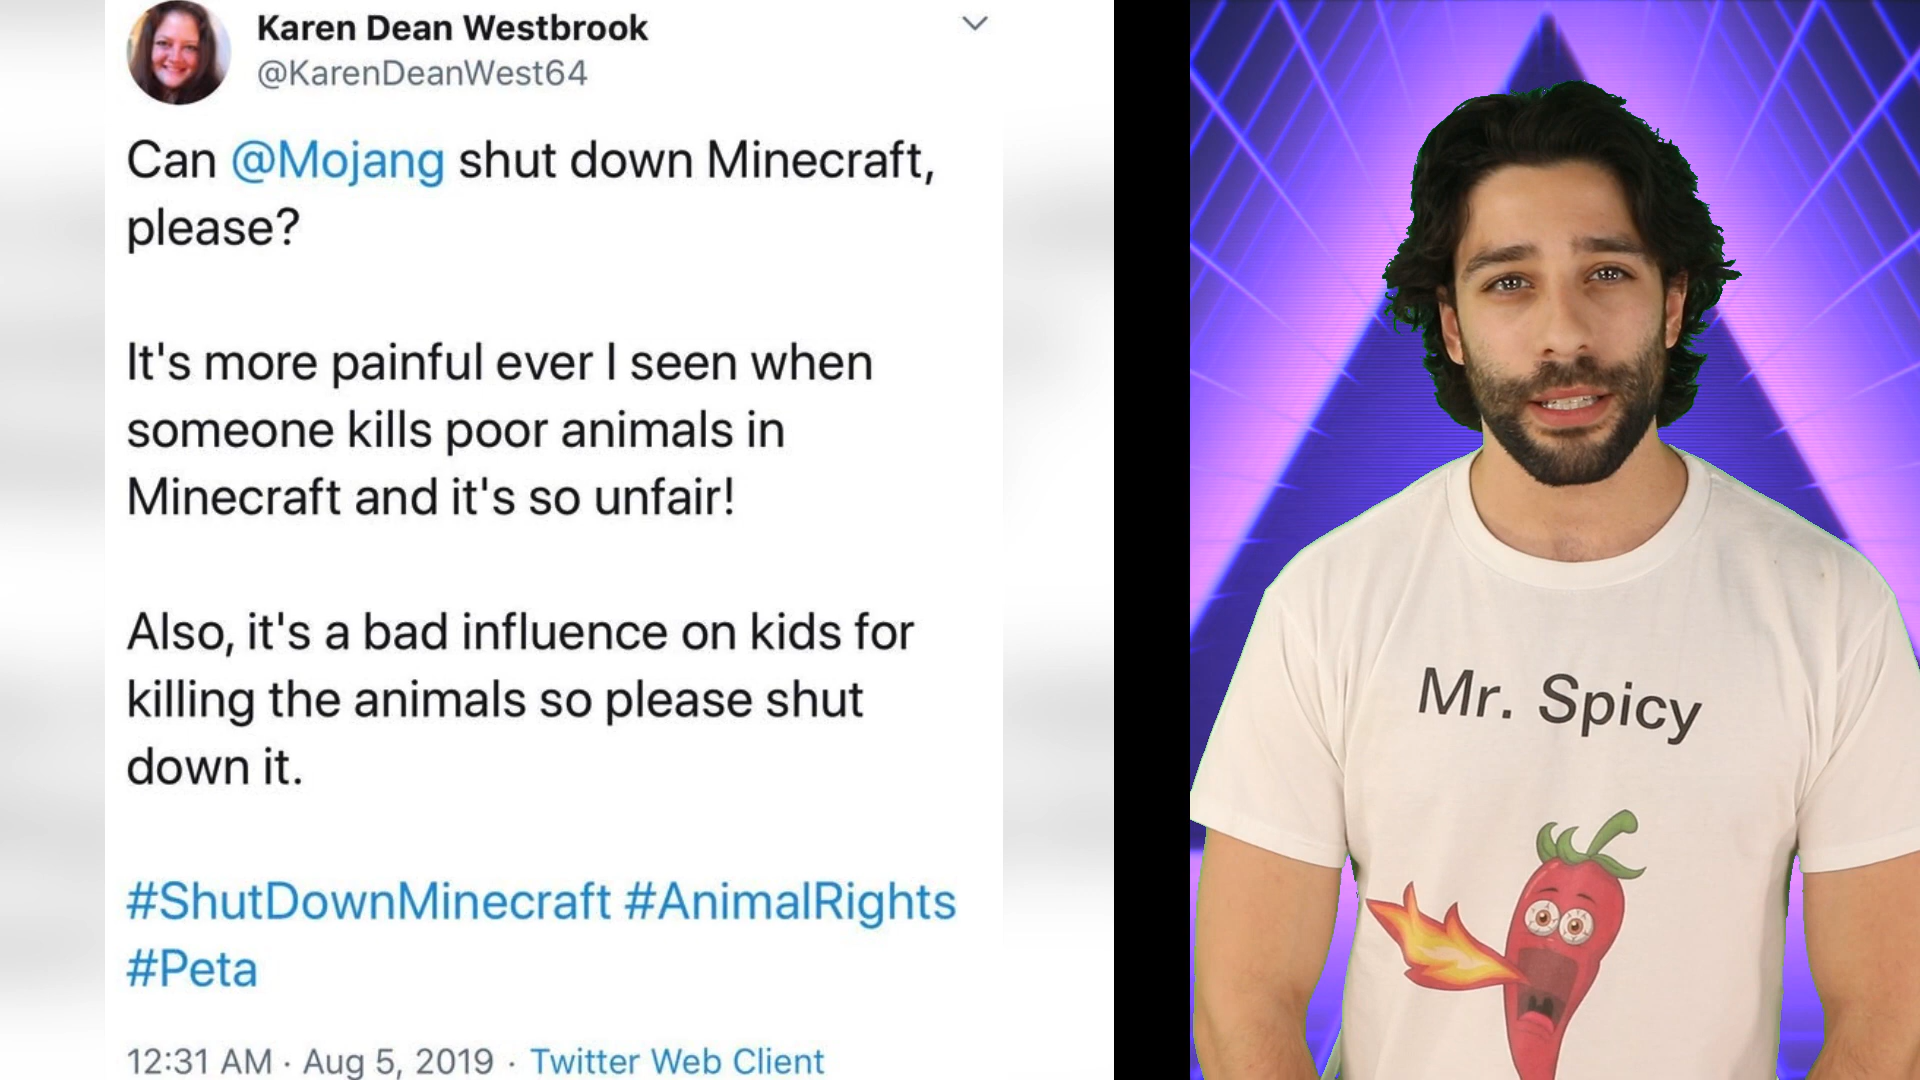 Karen Dean Westbrook
@KarenDeanWest64
Can @Mojang shut down Minecraft,
please?
It's more painful ever I seen when
someone kills poor animals in
Minecraft and it's so unfair!
Also, it's a bad influence on kids for
killing the animals so please shut
down it.
#ShutDownMinecraft #AnimalRights
#Peta
12:31 AM · Aug 5, 2019 · Twitter Web Client
Mr. Spicy